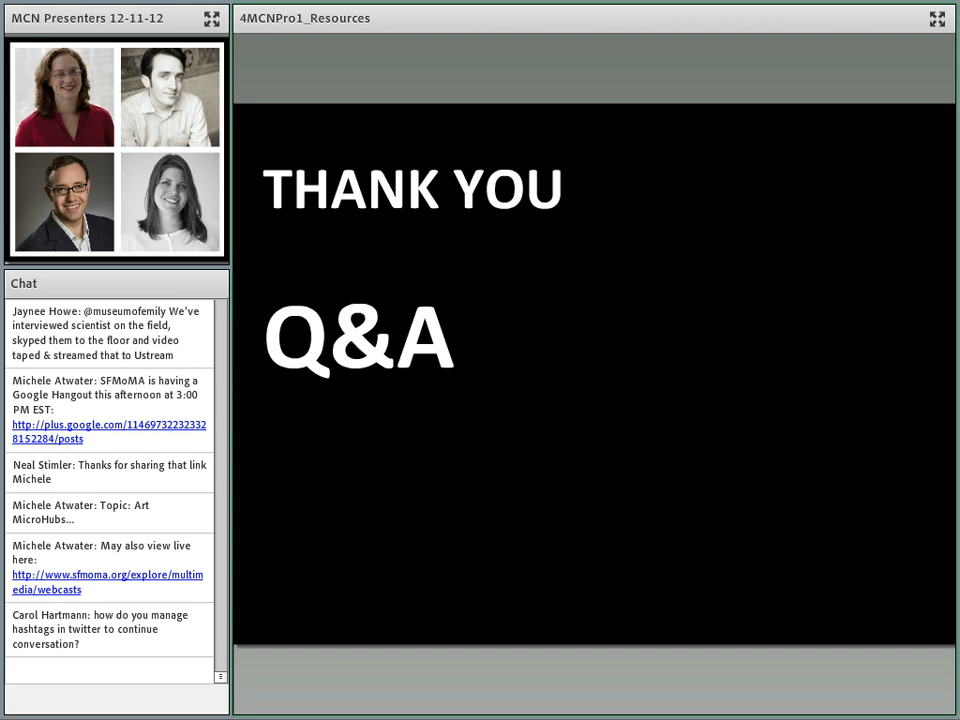 MCN Presenters 12-11-12
4MCNPro1_Resources
THANK YOU
Q&A
Chat
Jaynee Howe: @museumofemily We've
interviewed scientist on the field,
skyped them to the floor and video
taped & streamed that to Ustream
Michele Atwater: SFMoMA is having a
Google Hangout this afternoon at 3:00
PM EST:
http://plus.google.com/11469732232332
8152284/posts
Neal Stimler: Thanks for sharing that link
Michele
Michele Atwater: Topic: Art
MicroHubs...
Michele Atwater: May also view live
here:
http://www.sfmoma.org/explore/multim
edia/webcasts
Carol Hartmann: how do you manage
hashtags in twitter to continue
conversation?